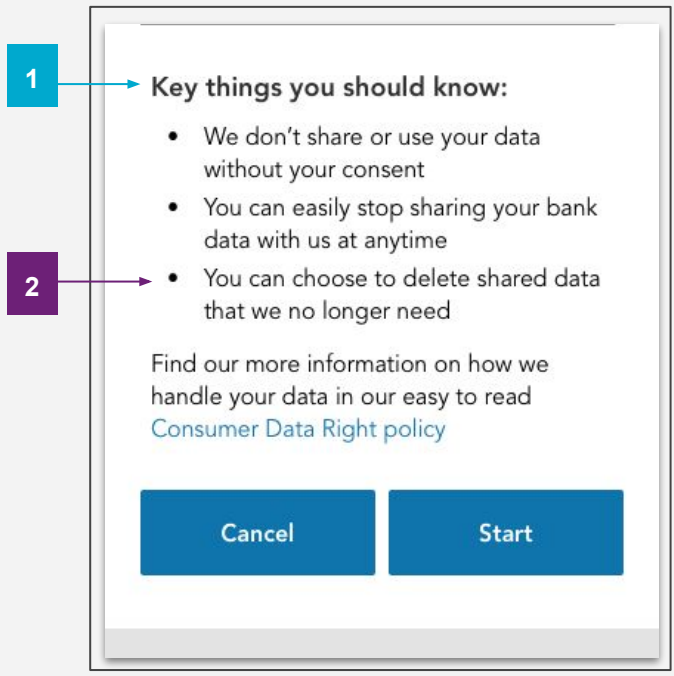 1
Key things you should know:
• We don’t share or use your data
without your consent
• You can easily stop sharing your bank
data with us at anytime
2
• You can choose to delete shared data
that we no longer need
Find our more information on how we
handle your data in our easy to read
Consumer Data Right policy
Cancel
Start